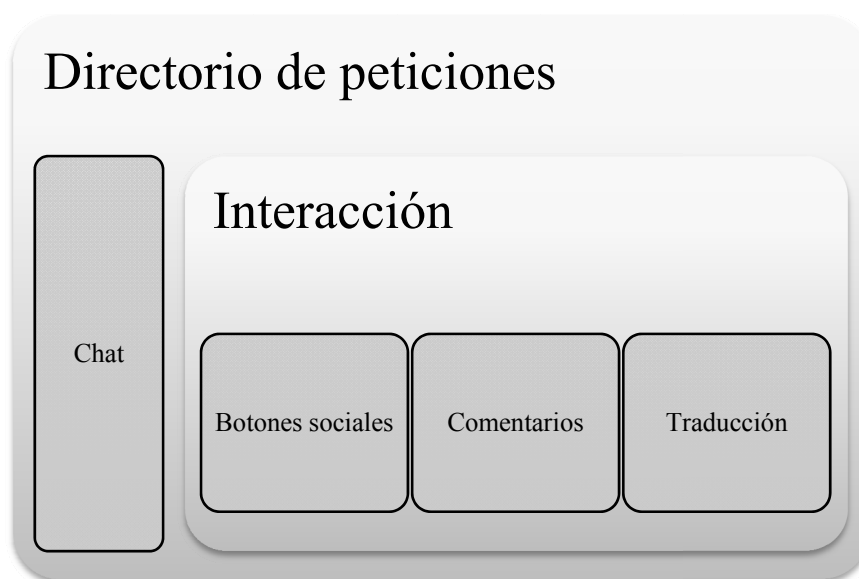 Directorio de peticiones
Interacción
Chat
Botones sociales
Comentarios
Traducción